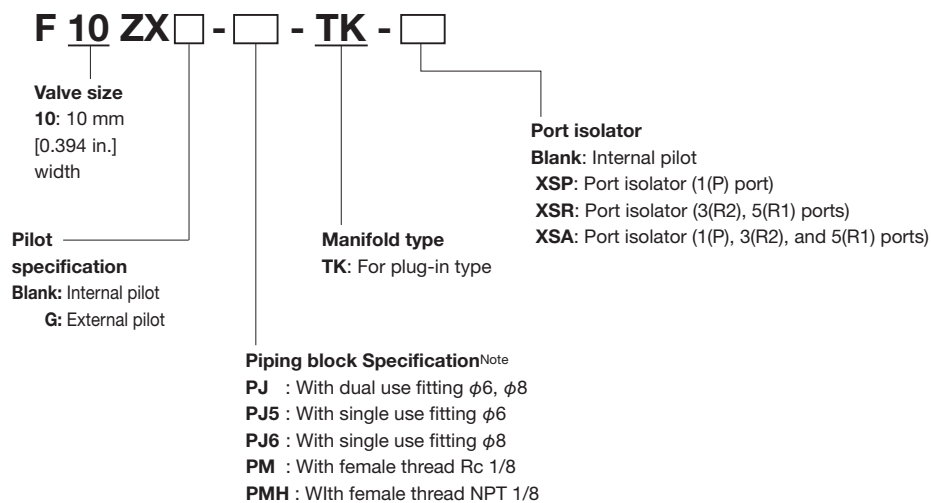 F 10 ZX□ - □ - TK - □
Valve size
10: 10 mm
[0.394 in.]
width
Port isolator
Blank: Internal pilot
XSP: Port isolator (1(P) port)
XSR: Port isolator (3(R2), 5(R1) ports)
XSA: Port isolator (1(P), 3(R2), and 5(R1) ports)
Pilot
specification
Blank: Internal pilot
G: External pilot
Manifold type
TK: For plug-in type
Piping block SpecificationNote
PJ : With dual use fitting φ6, φ8
PJ5 : With single use fitting φ6
PJ6 : With single use fitting φ8
PM : With female thread Rc 1/8
PMH : WIth female thread NPT 1/8